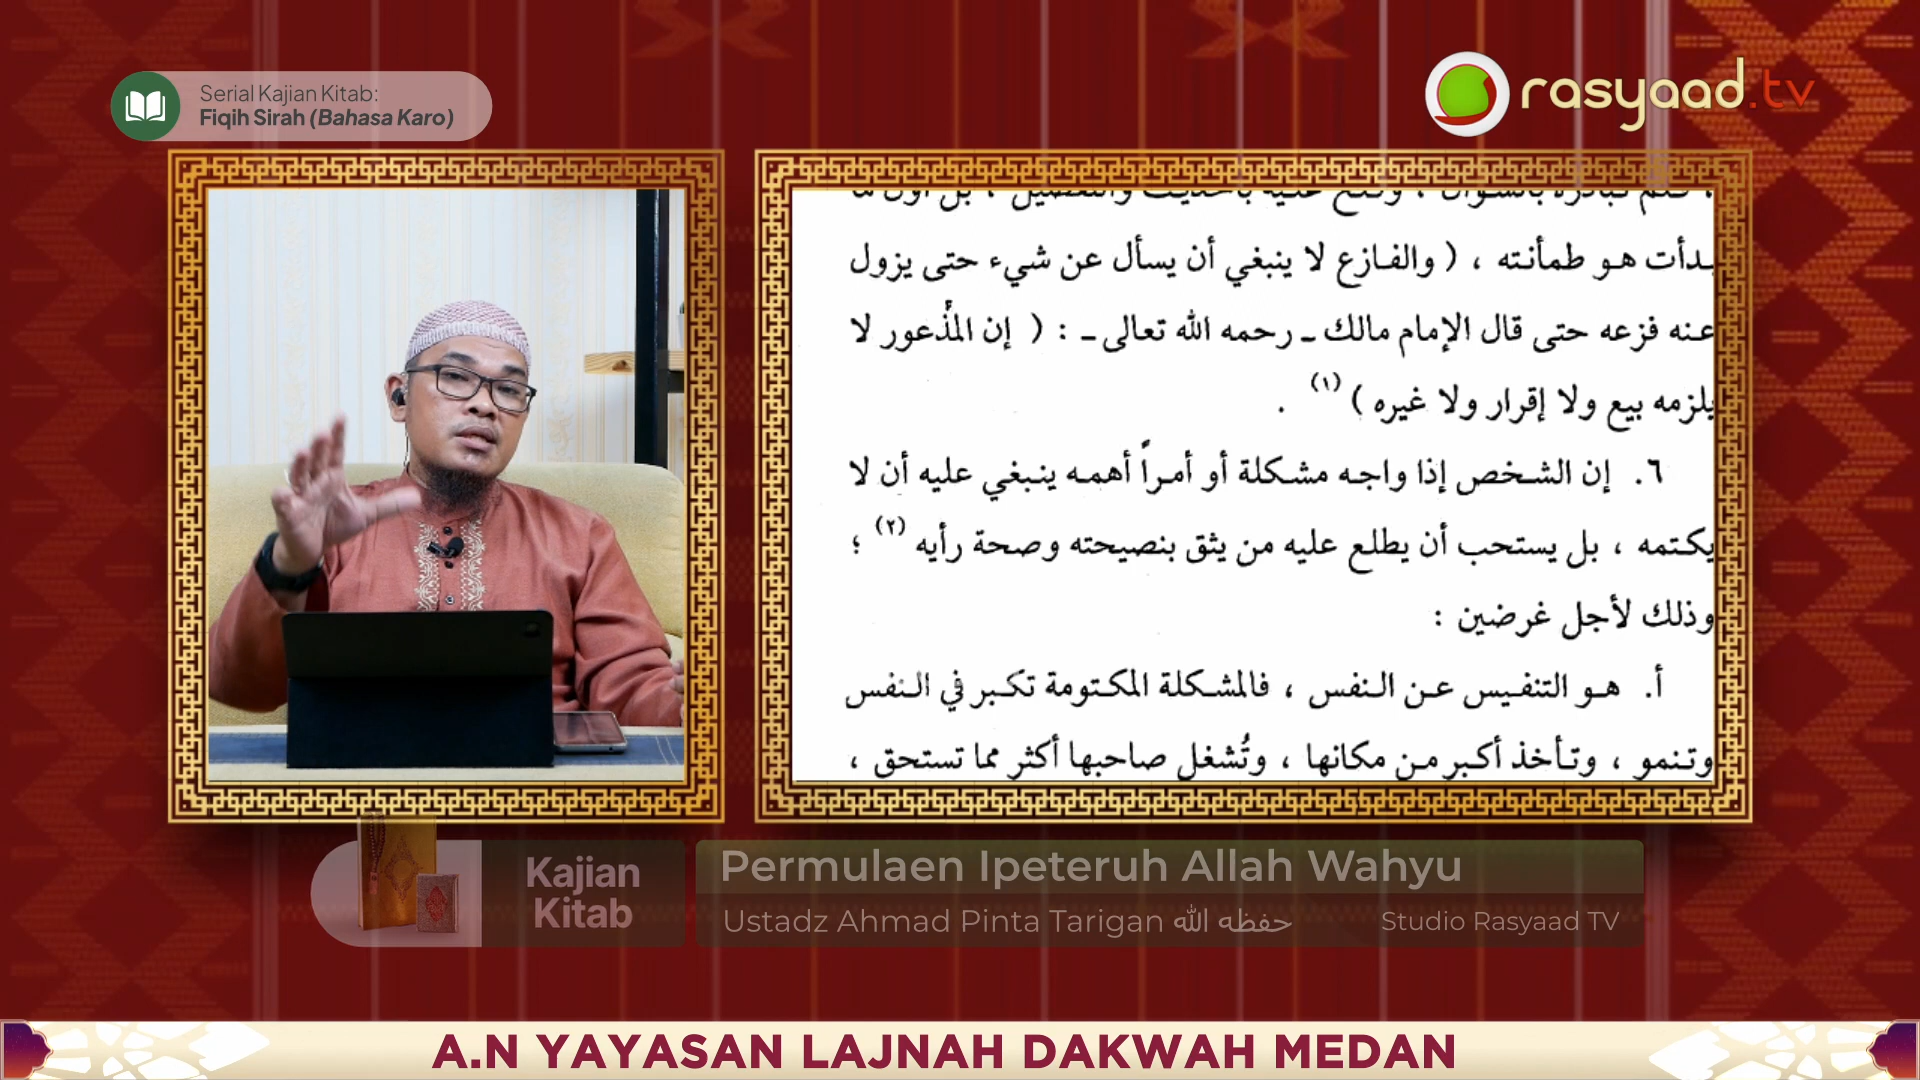 Serial Kajian Kitab:
Fiqih Sirah (Bahasa Karo)
rasyaad.tv
بدأت هو طمأنته ، ( والفازع لا ينبغي أن يسأل عن شيء حتى يزول
عنه فزعه حتى قال الإمام مالك ـ رحمه الله تعالى ـ : ( إن المذْعور لا
يلزمه بيع ولا إقرار ولا غيره ) (١) .
٦. إن الشخص إذا واجه مشكلة أو أمراً أهمه ينبغي عليه أن لا
يكتمه ، بل يستحب أن يطلع عليه من يثق بنصيحته وصحة رأيه (٢) ؛
وذلك لأجل غرضين :
أ. هو التنفيس عن النفس ، فالمشكلة المكتومة تكبر في النفس
وتنمو ، وتأخذ أكبر من مكانها ، وتُشغل صاحبها أكثر مما تستحق ،
Kajian
Kitab
Permulaen Ipeteruh Allah Wahyu
Ustadz Ahmad Pinta Tarigan حفظه الله
Studio Rasyaad TV
A.N YAYASAN LAJNAH DAKWAH MEDAN